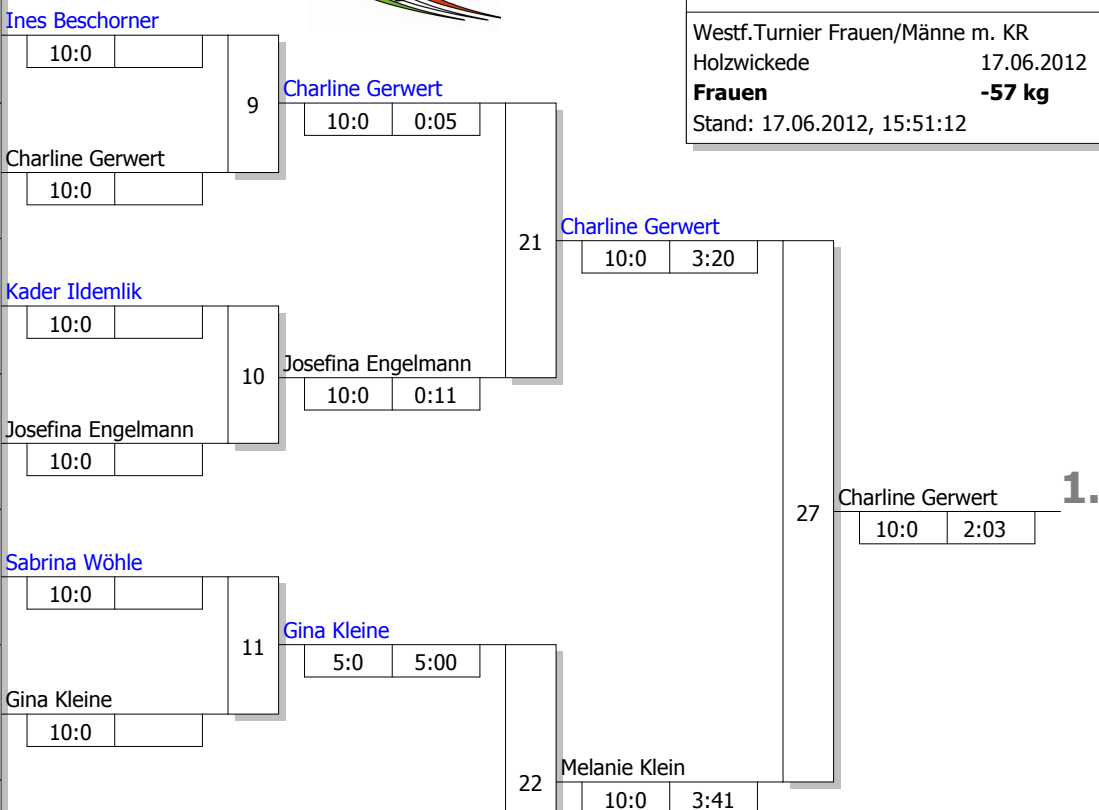 Ines Beschorner
10:0
Westf.Turnier Frauen/Männe m. KR
Holzwickede 17.06.2012
Frauen -57 kg
Stand: 17.06.2012, 15:51:12
9
Charline Gerwert
10:0 0:05
Charline Gerwert
10:0
21
Charline Gerwert
10:0 3:20
Kader Ildemlik
10:0
10
Josefina Engelmann
10:0 0:11
Josefina Engelmann
10:0
27
Charline Gerwert 1.
10:0 2:03
Sabrina Wöhle
10:0
11
Gina Kleine
5:0 5:00
Gina Kleine
10:0
22
Melanie Klein
10:0 3:41